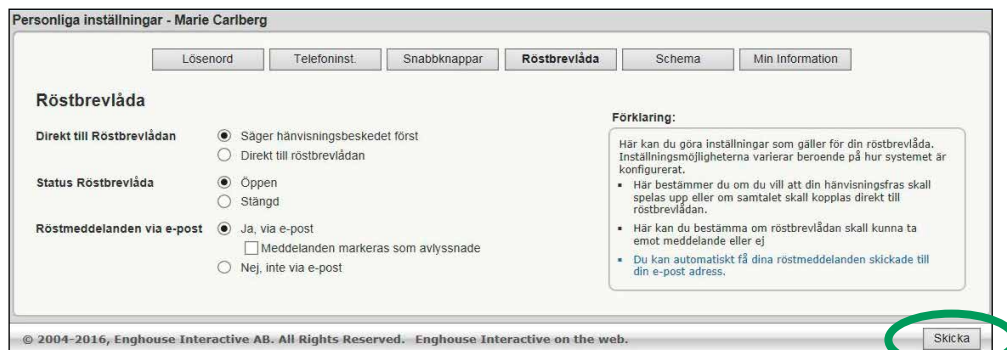 Personliga inställningar - Marie Carlberg
Lösenord
Telefoninst.
Snabbknappar
Röstbrevlåda
Schema
Min Information
Röstbrevlåda
Direkt till Röstbrevlådan
Säger hänvisningsbeskedet först
Direkt till röstbrevlådan
Status Röstbrevlåda
Öppen
Stängd
Röstmeddelanden via e-post
Ja, via e-post
Meddelanden markeras som avlyssnade
Nej, inte via e-post
Förklaring:
Här kan du göra inställningar som gäller för din röstbrevlåda.
Inställningsmöjligheterna varierar beroende på hur systemet är
konfigurerat.
Här bestämmer du om du vill att din hänvisningsfras skall
spelas upp eller om samtalet skall kopplas direkt till
röstbrevlådan.
Här kan du bestämma om röstbrevlådan skall kunna ta
emot meddelande eller ej
Du kan automatiskt få dina röstmeddelanden skickade till
din e-post adress.
© 2004-2016, Enghouse Interactive AB. All Rights Reserved. Enghouse Interactive on the web.
Skicka